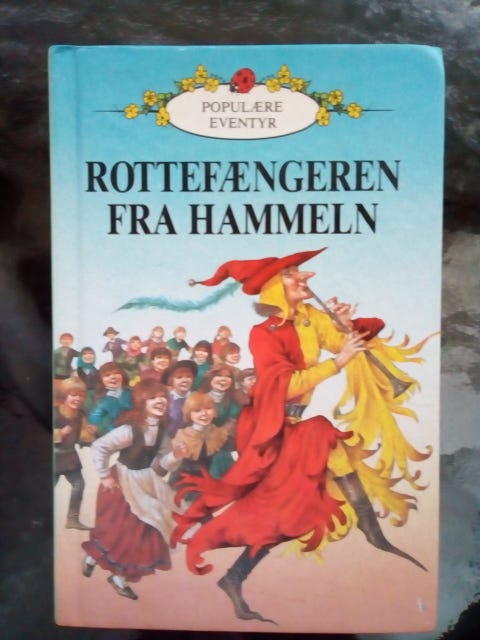 POPULÆRE
EVENTYR
ROTTEFÆNGEREN
FRA HAMMELN